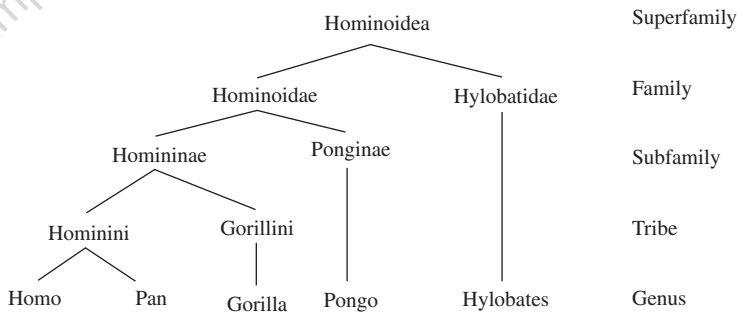 Hominoidea Superfamily
Hominoidae Hylobatidae Family
Homininae Ponginae Subfamily
Hominini Gorillini Tribe
Homo Pan Gorilla Pongo Hylobates Genus